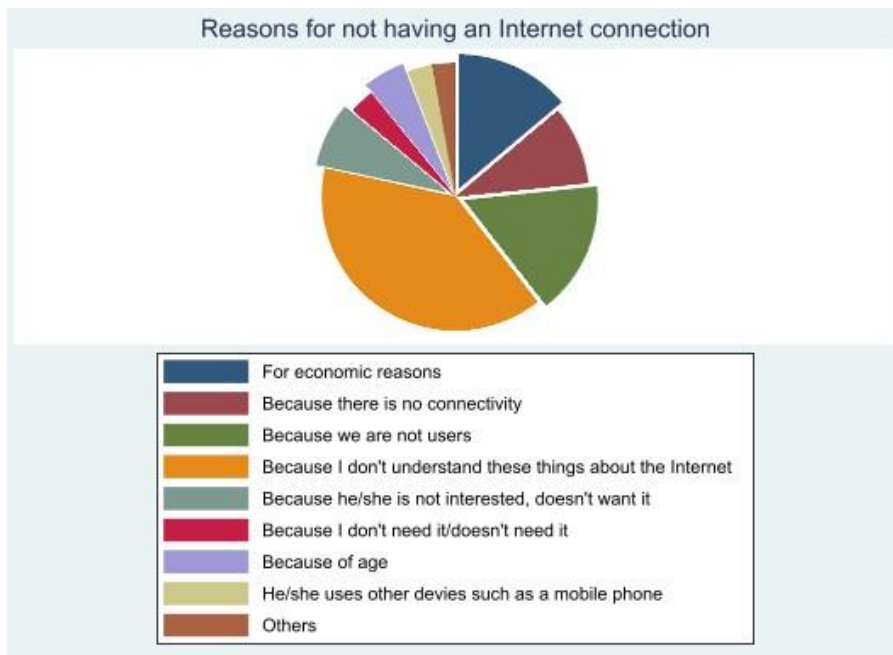 Reasons for not having an Internet connection
For economic reasons
Because there is no connectivity
Because we are not users
Because I don't understand these things about the Internet
Because he/she is not interested, doesn't want it
Because I don't need it/doesn't need it
Because of age
He/she uses other devies such as a mobile phone
Others